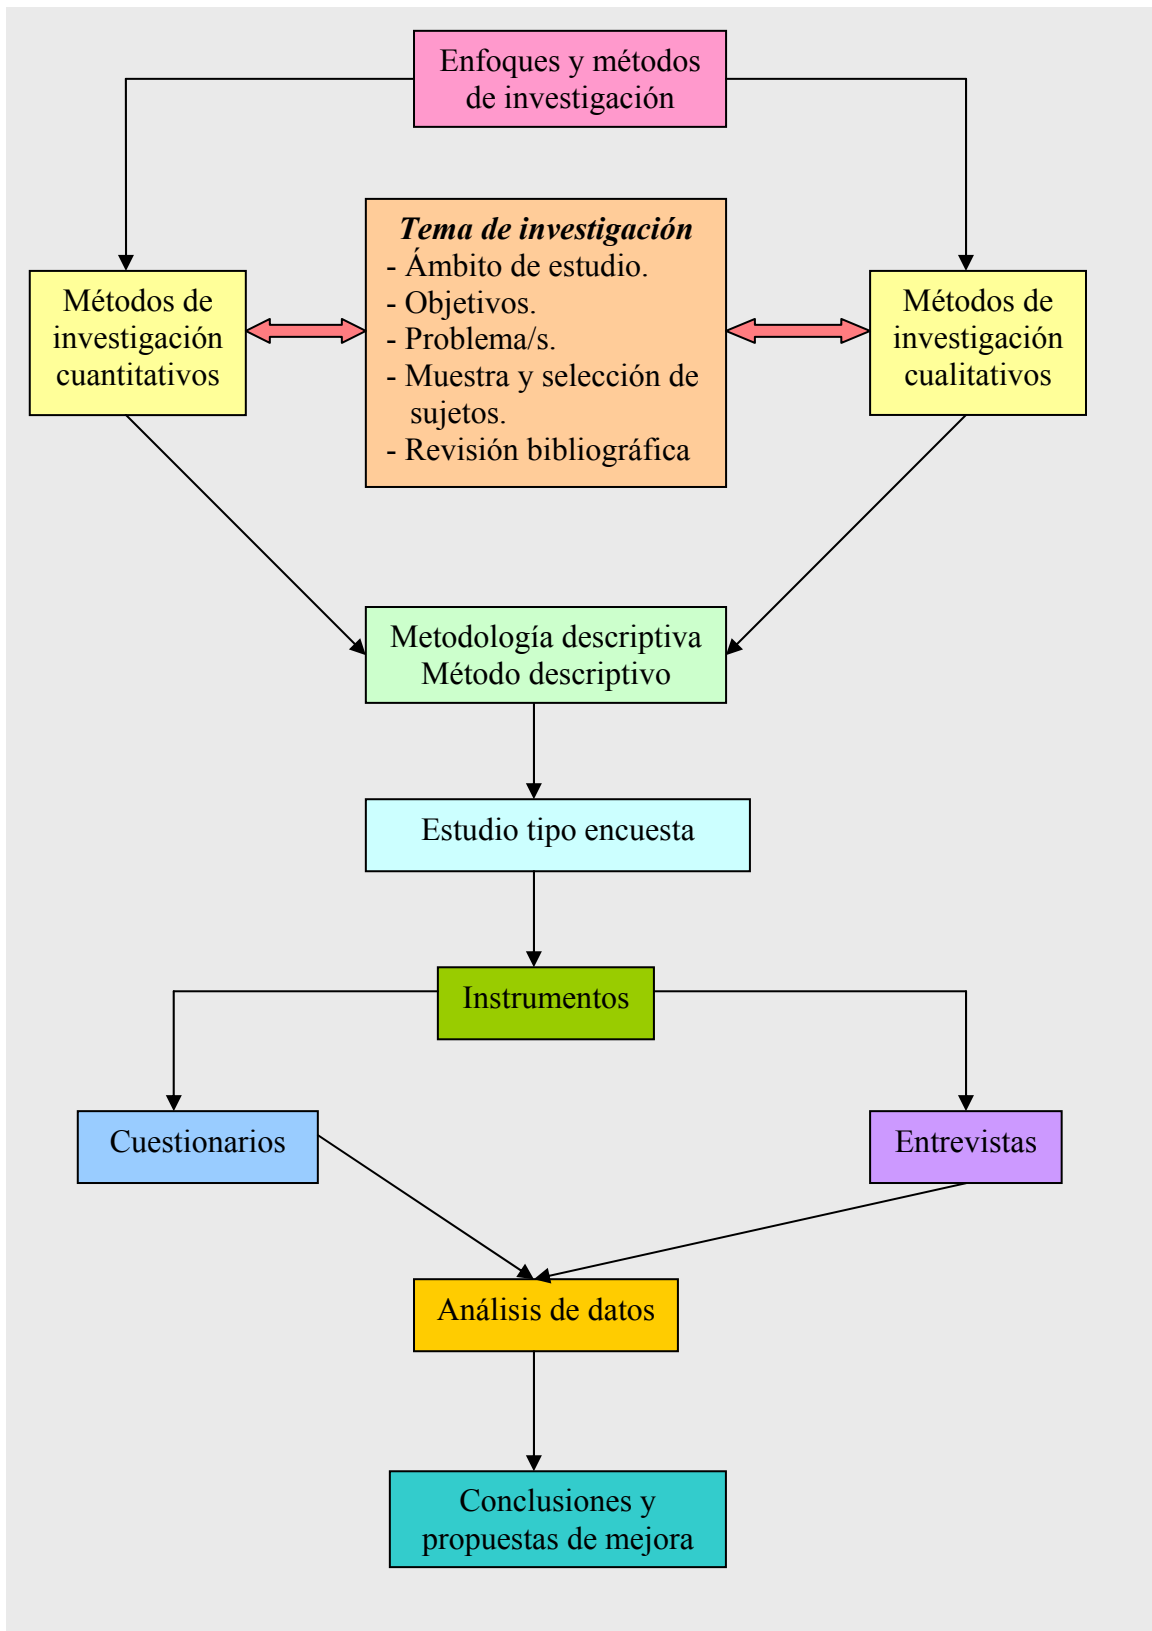 Enfoques y métodos
de investigación
Tema de investigación
- Ámbito de estudio.
- Objetivos.
- Problema/s.
- Muestra y selección de
sujetos.
- Revisión bibliográfica
Métodos de
investigación
cuantitativos
Métodos de
investigación
cualitativos
Metodología descriptiva
Método descriptivo
Estudio tipo encuesta
Instrumentos
Cuestionarios
Entrevistas
Análisis de datos
Conclusiones y
propuestas de mejora